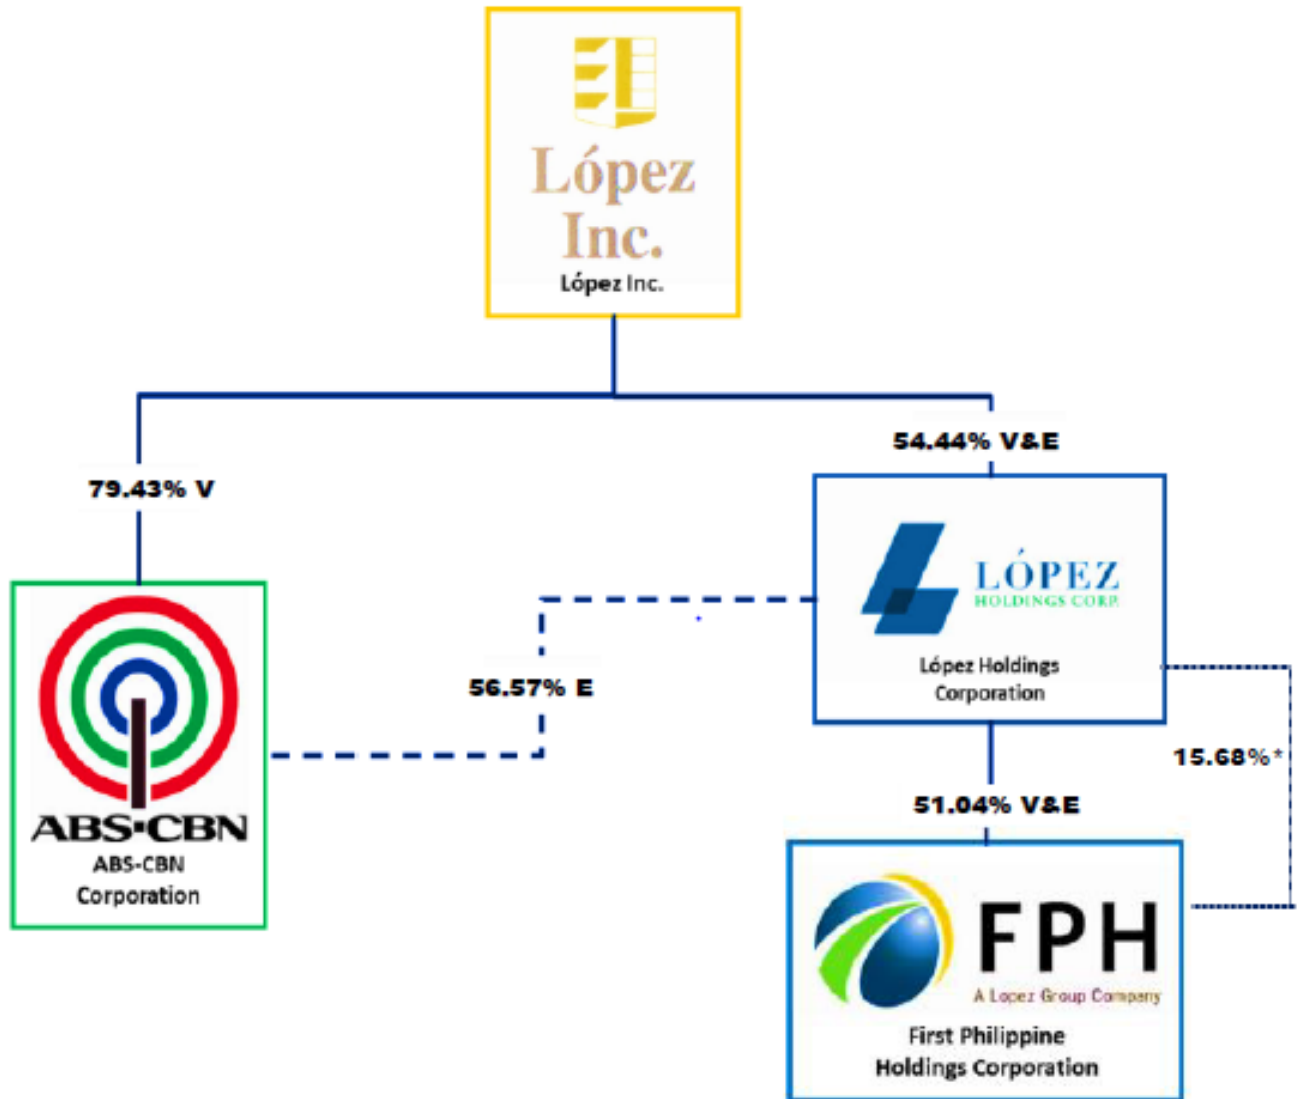 López
Inc.
López Inc.
54.44% V&E
79.43% V
LÓPEZ
HOLDINGS CORP.
López Holdings
Corporation
56.57% E
15.68%*
51.04% V&E
ABS-CBN
ABS-CBN
Corporation
FPH
A Lopez Group Company
First Philippine
Holdings Corporation